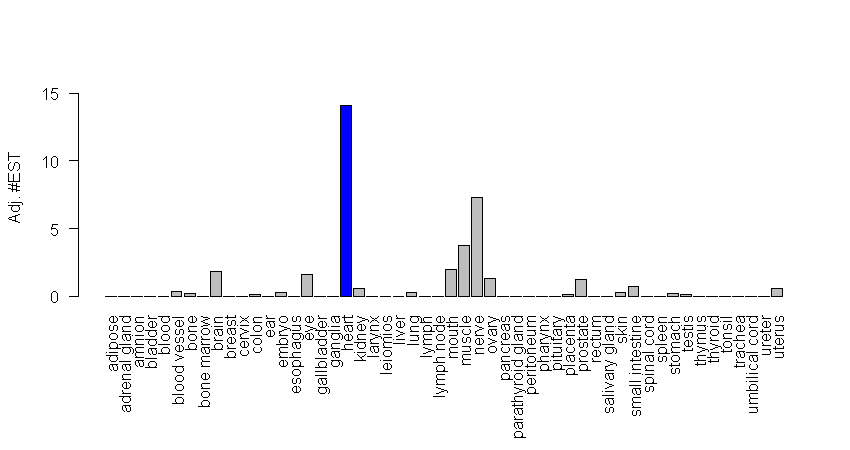 15
10
5
0
Adj. #EST
adipose
adrenal gland
amnion
bladder
blood
blood vessel
bone
bone marrow
brain
breast
cervix
colon
ear
embryo
esophagus
eye
gallbladder
ganglia
heart
kidney
larynx
leiomios
liver
lung
lymph
lymph node
mouth
muscle
nerve
ovary
pancreas
parathyroid gland
peritoneum
pharynx
pituitary
placenta
prostate
rectum
salivary gland
skin
small intestine
spinal cord
spleen
stomach
testis
thymus
thyroid
tonsil
trachea
umbilical cord
ureter
uterus